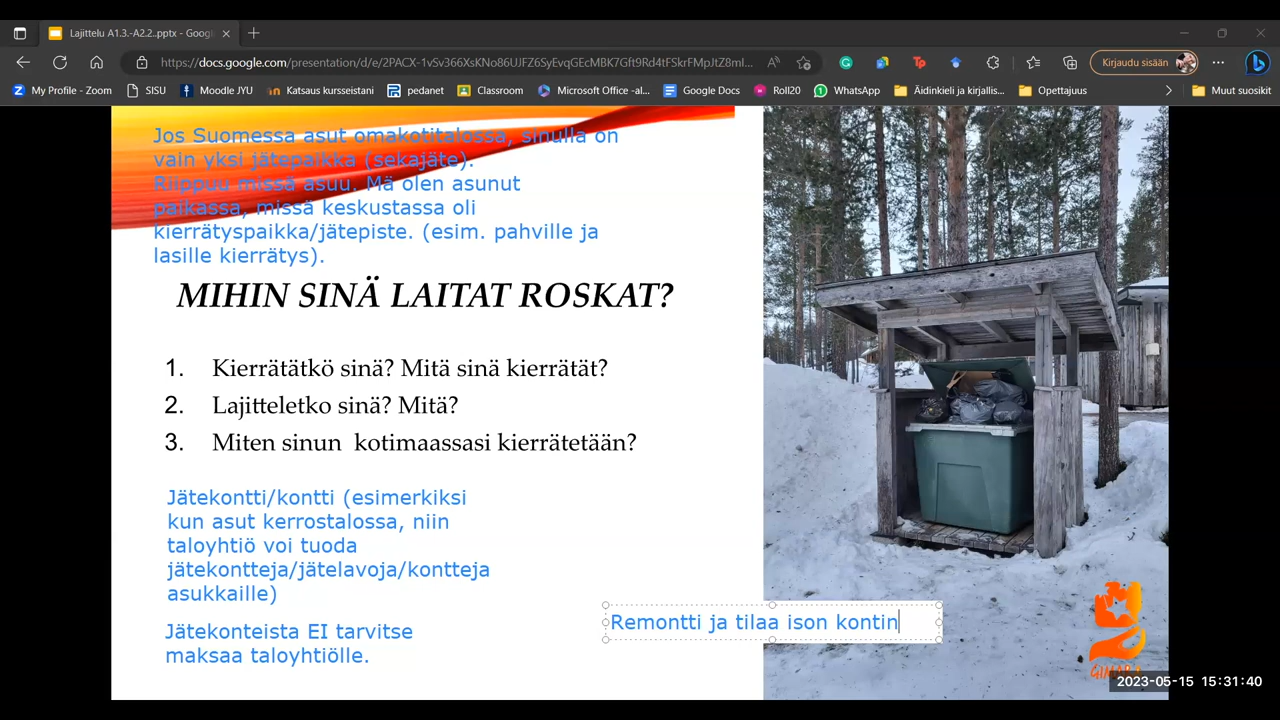 Lajittelu A1.3.-A2.2..pptx - Googl
https://docs.google.com/presentation/d/e/2PACX-1vSv366XsKNo86UJFZ6SyEvqGEcMBK7Gft9Rd4tFSkrFMpJtZ8ml...
Kirjaudu sisään
My Profile - Zoom
SISU
Moodle JYU
Katsaus kursseistani
pedanet
Classroom
Microsoft Office -al...
Google Docs
Roll20
WhatsApp
Äidinkieli ja kirjallis...
Opettajuus
Muut suosikit
Jos Suomessa asut omakotitalossa, sinulla on
vain yksi jätepaikka (sekajäte).
Riippuu missä asuu. Mä olen asunut
paikassa, missä keskustassa oli
kierrätyspaikka/jätepiste. (esim. pahville ja
lasille kierrätys).
MIHIN SINÄ LAITAT ROSKAT?
1. Kierrätätkö sinä? Mitä sinä kierrätät?
2. Lajitteletko sinä? Mitä?
3. Miten sinun kotimaassasi kierrätetään?
Jätekontti/kontti (esimerkiksi
kun asut kerrostalossa, niin
taloyhtiö voi tuoda
jätekontteja/jätelavoja/kontteja
asukkaille)
Jätekonteista EI tarvitse
maksaa taloyhtiölle.
Remontti ja tilaa ison kontin
2023-05-15 15:31:40